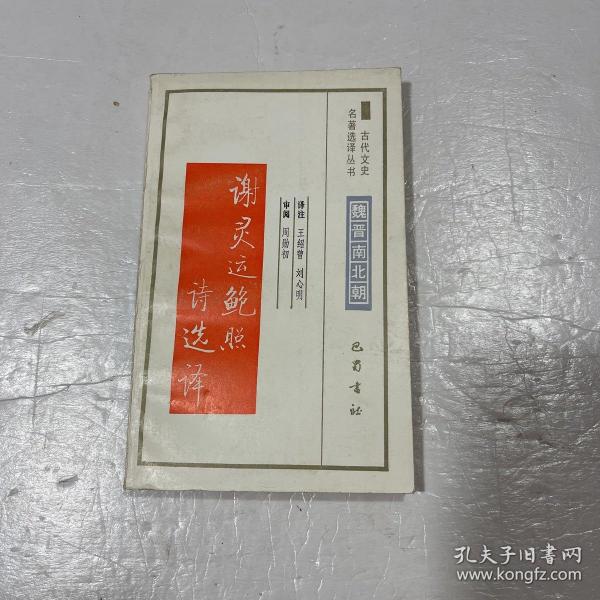 古代文史
名著选译丛书
魏晋南北朝
巴蜀书社
译注 王绍曾 刘心明
审阅 周勋初
谢灵运鲍照
诗选译
孔夫子旧书网
www.kongfz.com